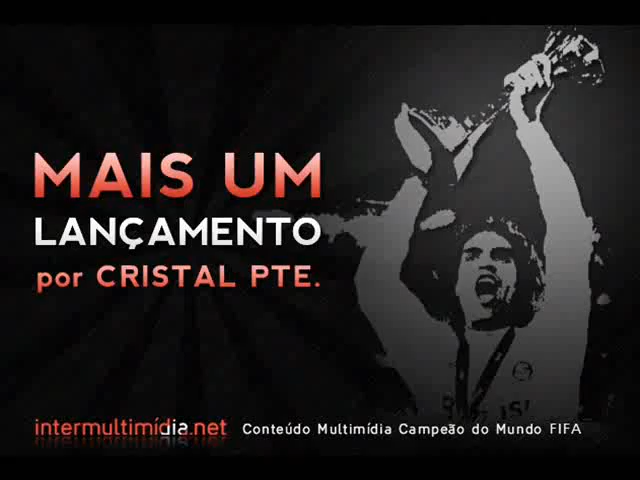 MAIS UM
LANÇAMENTO
por CRISTAL PTE.
intermultimídia.net Conteúdo Multimídia Campeão do Mundo FIFA